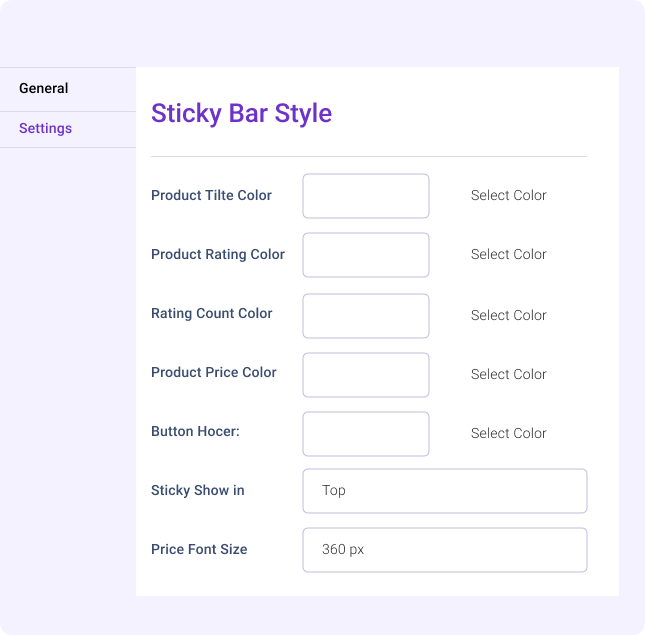 General
Settings
Sticky Bar Style
Product Tilte Color
Select Color
Product Rating Color
Select Color
Rating Count Color
Select Color
Product Price Color
Select Color
Button Hocer:
Select Color
Sticky Show in
Top
Price Font Size
360 px